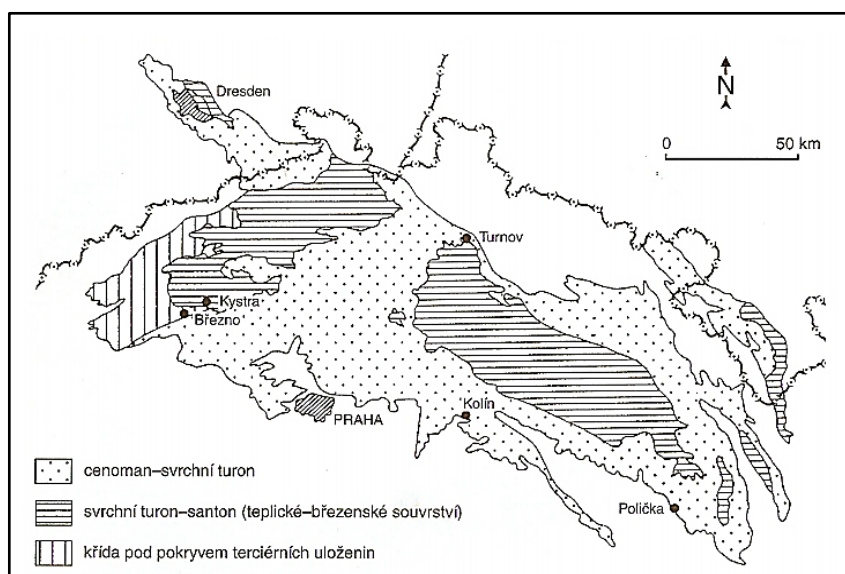 Dresden
N
0 50 km
Turnov
Kystra
Březno
Kolín
PRAHA
Polička
cenoman–svrchní turon
svrchní turon–santon (teplické–březenské souvrství)
křída pod pokryvem terciérních uloženin